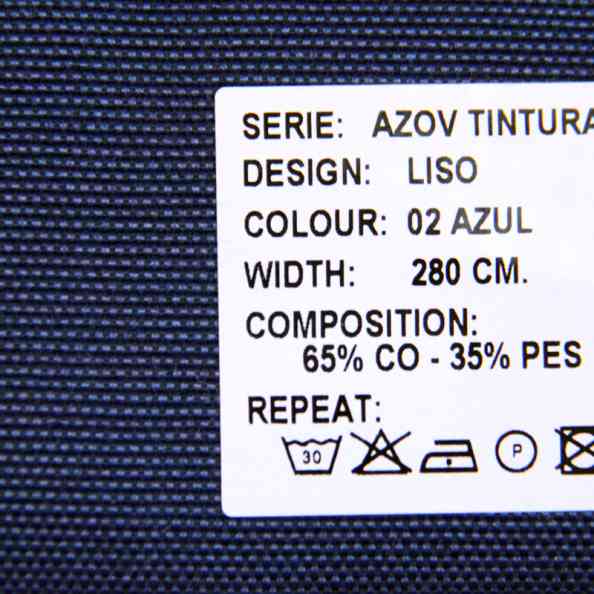 SERIE: AZOV TINTURA
DESIGN: LISO
COLOUR: 02 AZUL
WIDTH: 280 CM.
COMPOSITION:
65% CO - 35% PES
REPEAT:
30 P